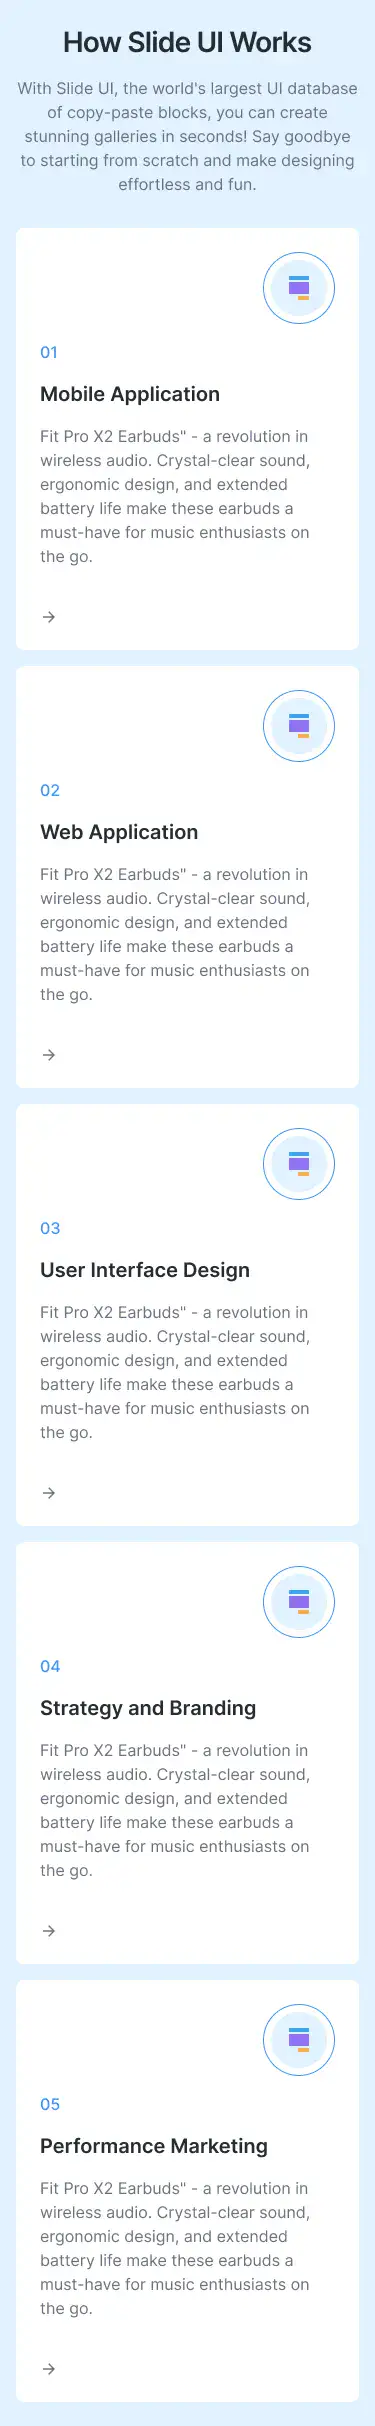 How Slide UI Works
With Slide UI, the world's largest UI database
of copy-paste blocks, you can create
stunning galleries in seconds! Say goodbye
to starting from scratch and make designing
effortless and fun.
01
Mobile Application
Fit Pro X2 Earbuds" - a revolution in
wireless audio. Crystal-clear sound,
ergonomic design, and extended
battery life make these earbuds a
must-have for music enthusiasts on
the go.
02
Web Application
Fit Pro X2 Earbuds" - a revolution in
wireless audio. Crystal-clear sound,
ergonomic design, and extended
battery life make these earbuds a
must-have for music enthusiasts on
the go.
03
User Interface Design
Fit Pro X2 Earbuds" - a revolution in
wireless audio. Crystal-clear sound,
ergonomic design, and extended
battery life make these earbuds a
must-have for music enthusiasts on
the go.
04
Strategy and Branding
Fit Pro X2 Earbuds" - a revolution in
wireless audio. Crystal-clear sound,
ergonomic design, and extended
battery life make these earbuds a
must-have for music enthusiasts on
the go.
05
Performance Marketing
Fit Pro X2 Earbuds" - a revolution in
wireless audio. Crystal-clear sound,
ergonomic design, and extended
battery life make these earbuds a
must-have for music enthusiasts on
the go.